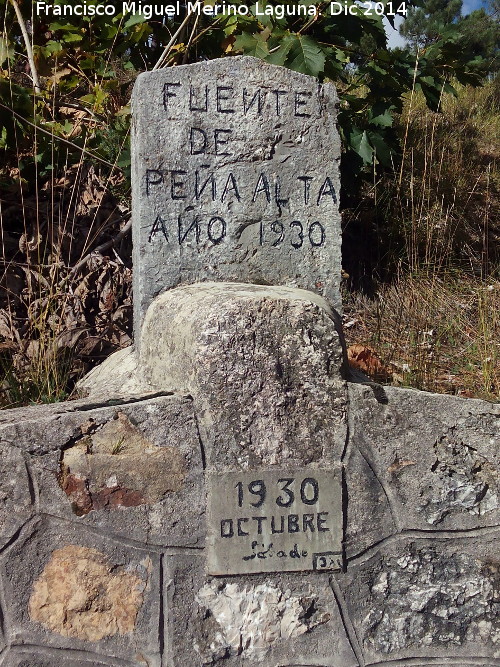 Francisco Miguel Merino Laguna, Dic 2014
FUENTE
DE
PEÑA ALTA
AÑO 1930
1930
OCTUBRE